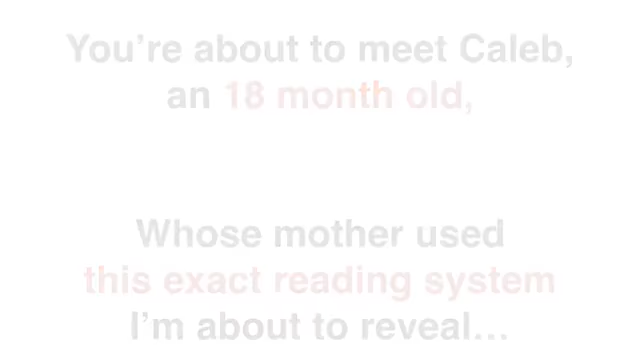 You're about to meet Caleb,
an 18 month old,
Whose mother used
this exact reading system
I'm about to reveal...